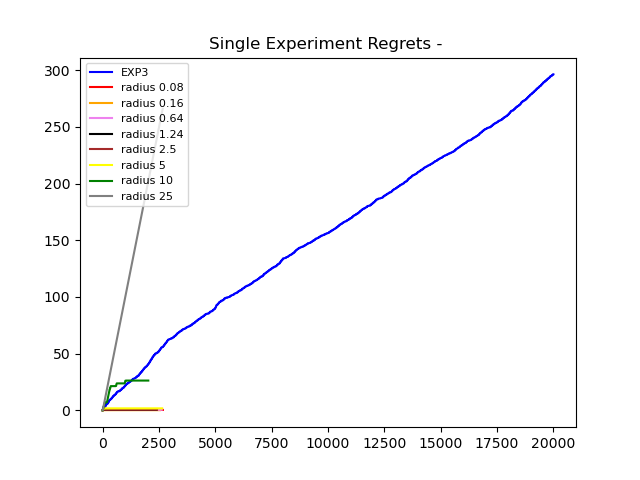 Single Experiment Regrets -
300
250
200
150
100
50
0
EXP3
radius 0.08
radius 0.16
radius 0.64
radius 1.24
radius 2.5
radius 5
radius 10
radius 25
0 2500 5000 7500 10000 12500 15000 17500 20000